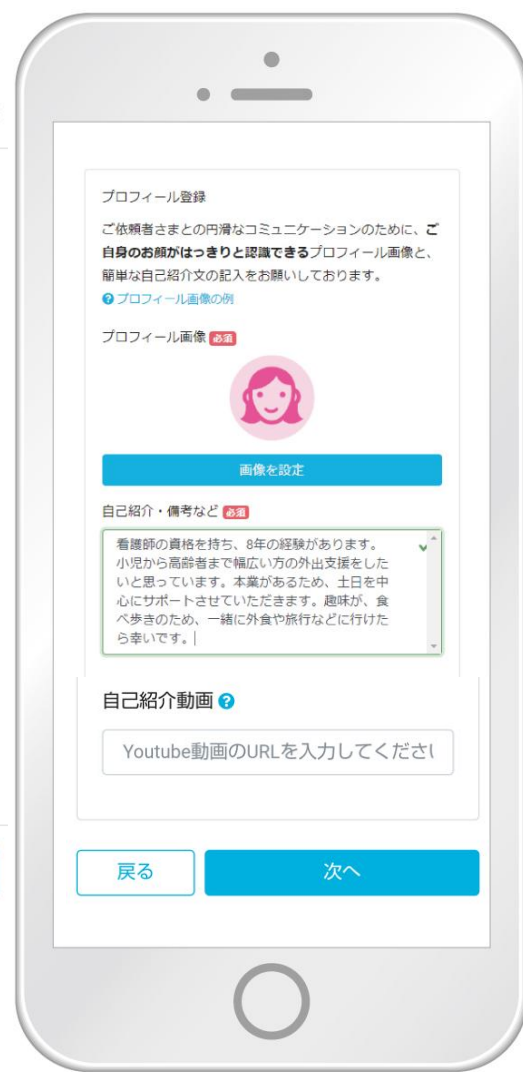 プロフィール登録
ご依頼者さまとの円滑なコミュニケーションのために、ご
自身のお顔がはっきりと認識できるプロフィール画像と、
簡単な自己紹介文の記入をお願いしております。
プロフィール画像の例
プロフィール画像 必須
画像を設定
自己紹介・備考など 必須
看護師の資格を持ち、8年の経験があります。
小児から高齢者まで幅広い方の外出支援をした
いと思っています。本業があるため、土日を中
心にサポートさせていただきます。趣味が、食
べ歩きのため、一緒に外食や旅行などに行けた
ら幸いです。
自己紹介動画
Youtube動画のURLを入力してくださ
戻る
次へ